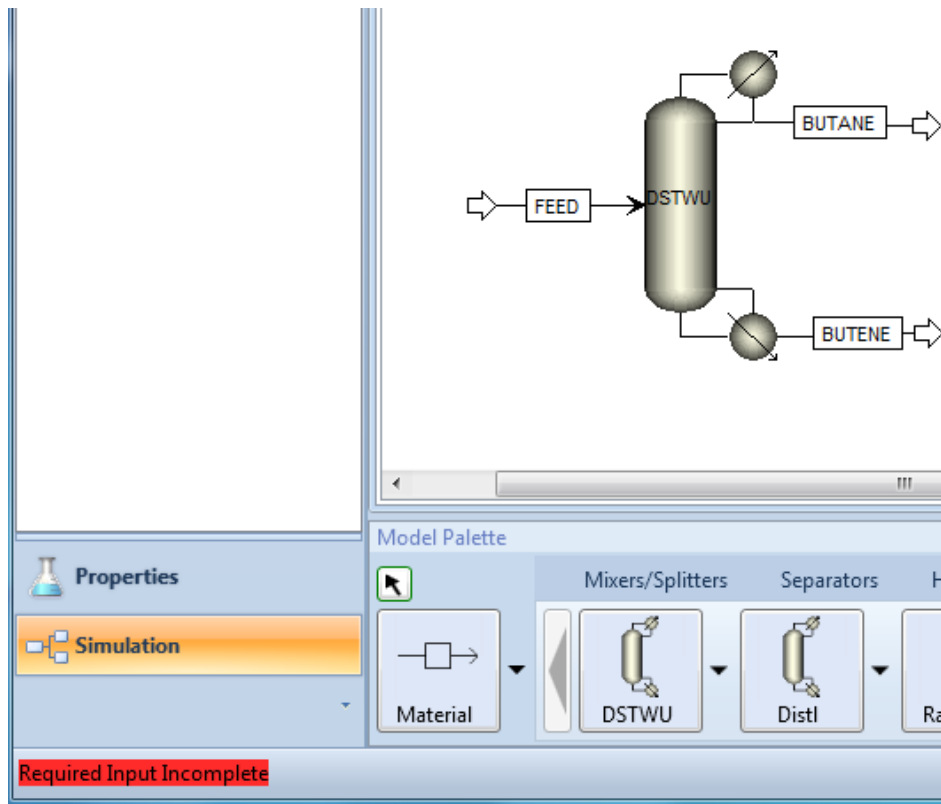 BUTANE
FEED
DSTWU
BUTENE
Model Palette
Properties
Mixers/Splitters Separators
Simulation
Material DSTWU Distl
Required Input Incomplete